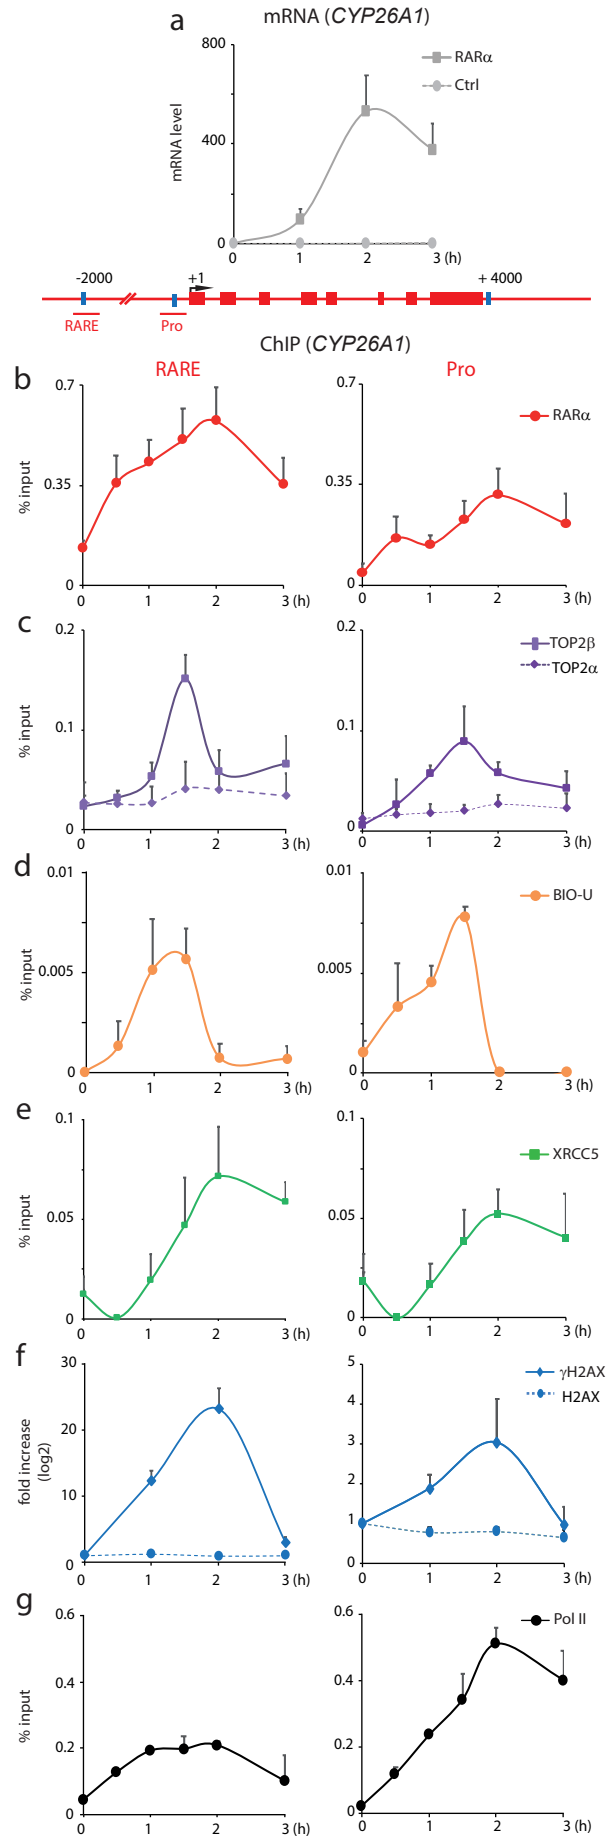 a mRNA (CYP26A1)
800
400
0
mRNA level
RARα
Ctrl
0 1 2 3 (h)
-2000 +1 + 4000
RARE Pro
ChIP (CYP26A1)
RARE Pro
b
0.7
0.35
0
% input
0 1 2 3 (h)
0.7
0.35
0
0 1 2 3 (h)
RARα
c
0.2
0.1
0
% input
0 1 2 3 (h)
0.2
0.1
0
0 1 2 3 (h)
TOP2β
TOP2α
d
0.01
0.005
0
% input
0 1 2 3 (h)
0.01
0.005
0
0 1 2 3 (h)
BIO-U
e
0.1
0.05
0
% input
0 1 2 3 (h)
0.1
0.05
0
0 1 2 3 (h)
XRCC5
f
30
20
10
0
fold increase
(log2)
0 1 2 3 (h)
5
4
3
2
1
0
0 1 2 3 (h)
γH2AX
H2AX
g
0.6
0.4
0.2
0
% input
0 1 2 3 (h)
0.6
0.4
0.2
0
0 1 2 3 (h)
Pol II